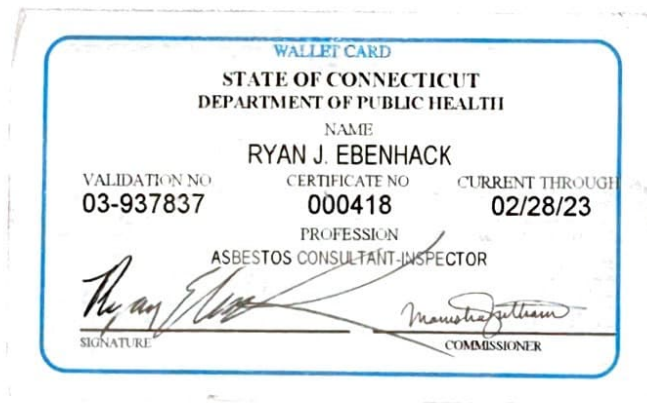 WALLET CARD
STATE OF CONNECTICUT
DEPARTMENT OF PUBLIC HEALTH
NAME
RYAN J. EBENHACK
VALIDATION NO CERTIFICATE NO CURRENT THROUGH
03-937837 000418 02/28/23
PROFESSION
ASBESTOS CONSULTANT-INSPECTOR
SIGNATURE COMMISSIONER